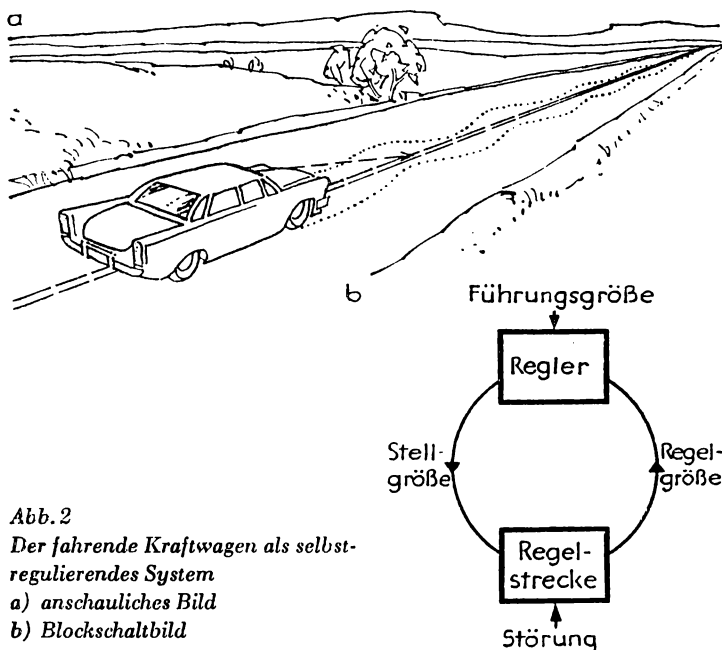 a
b
Führungsgröße
Regler
Stell-
größe
Regel-
größe
Regel-
strecke
Störung
Abb. 2
Der fahrende Kraftwagen als selbst-
regulierendes System
a) anschauliches Bild
b) Blockschaltbild